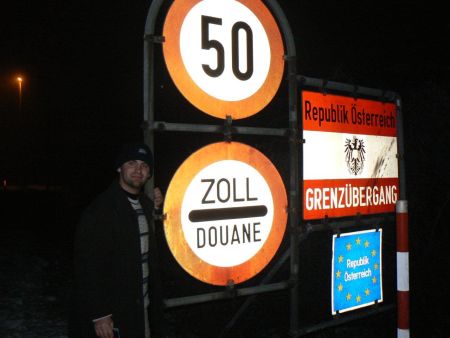 50
ZOLL
DOUANE
Republik Österreich
GRENZÜBERGANG
Republik
Österreich